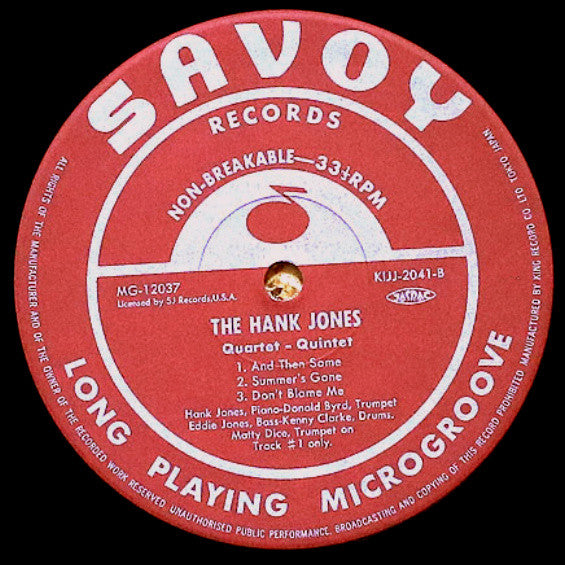 SAVOY
RECORDS
NON-BREAKABLE—33⅓RPM
MG-12037
Licensed by SJ Records, U.S.A.
KIJJ-2041-B
JASRAC
THE HANK JONES
Quartet - Quintet
1. And Then Some
2. Summer's Gone
3. Don't Blame Me
Hank Jones, Piano-Donald Byrd, Trumpet
Eddie Jones, Bass-Kenny Clarke, Drums.
Matty Dice, Trumpet on
Track #1 only.
LONG PLAYING MICROGROOVE
ALL RIGHTS OF THE MANUFACTURER AND OF THE OWNER OF THE RECORDED WORK RESERVED. UNAUTHORISED PUBLIC PERFORMANCE, BROADCASTING AND COPYING OF THIS RECORD PROHIBITED MANUFACTURED BY KING RECORD CO. LTD TOKYO JAPAN